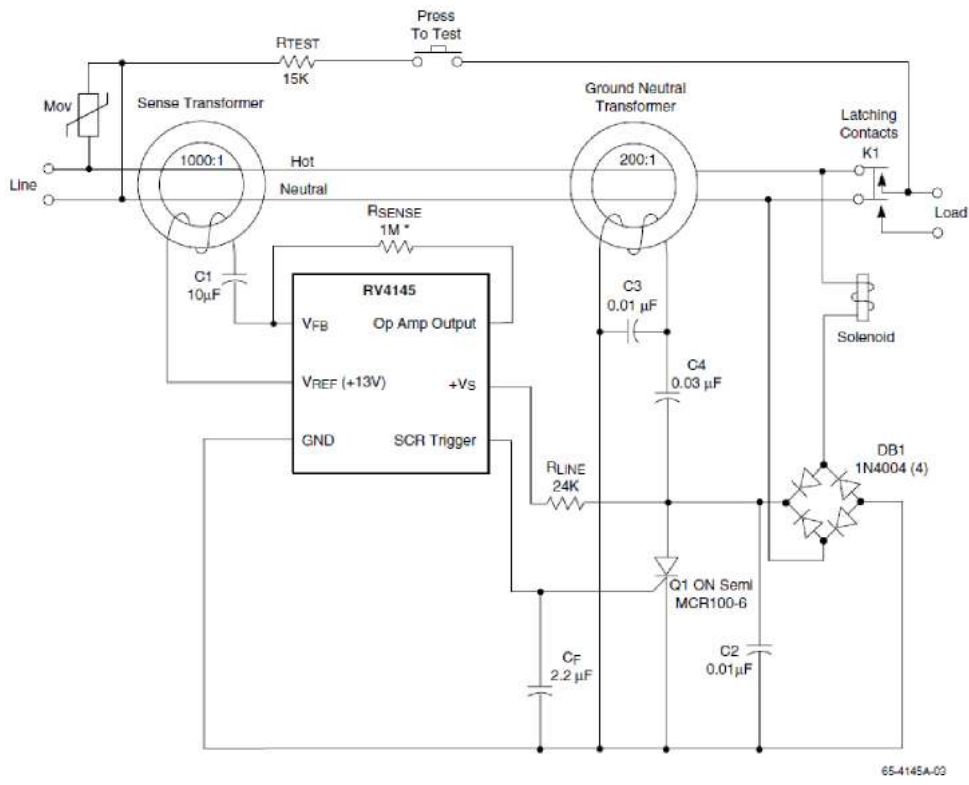 Press
To Test
RTEST
15K
Mov
Sense Transformer
Ground Neutral
Transformer
Latching
Contacts
K1
1000:1
Hot
200:1
Line
Neutral
Load
RSENSE
1M *
C1
10µF
RV4145
C3
0.01 µF
VFB
Op Amp Output
Solenoid
C4
0.03 µF
VREF (+13V)
+VS
GND
SCR Trigger
DB1
1N4004 (4)
RLINE
24K
Q1 ON Semi
MCR100-6
C2
0.01µF
CF
2.2 µF
65-4145A-03